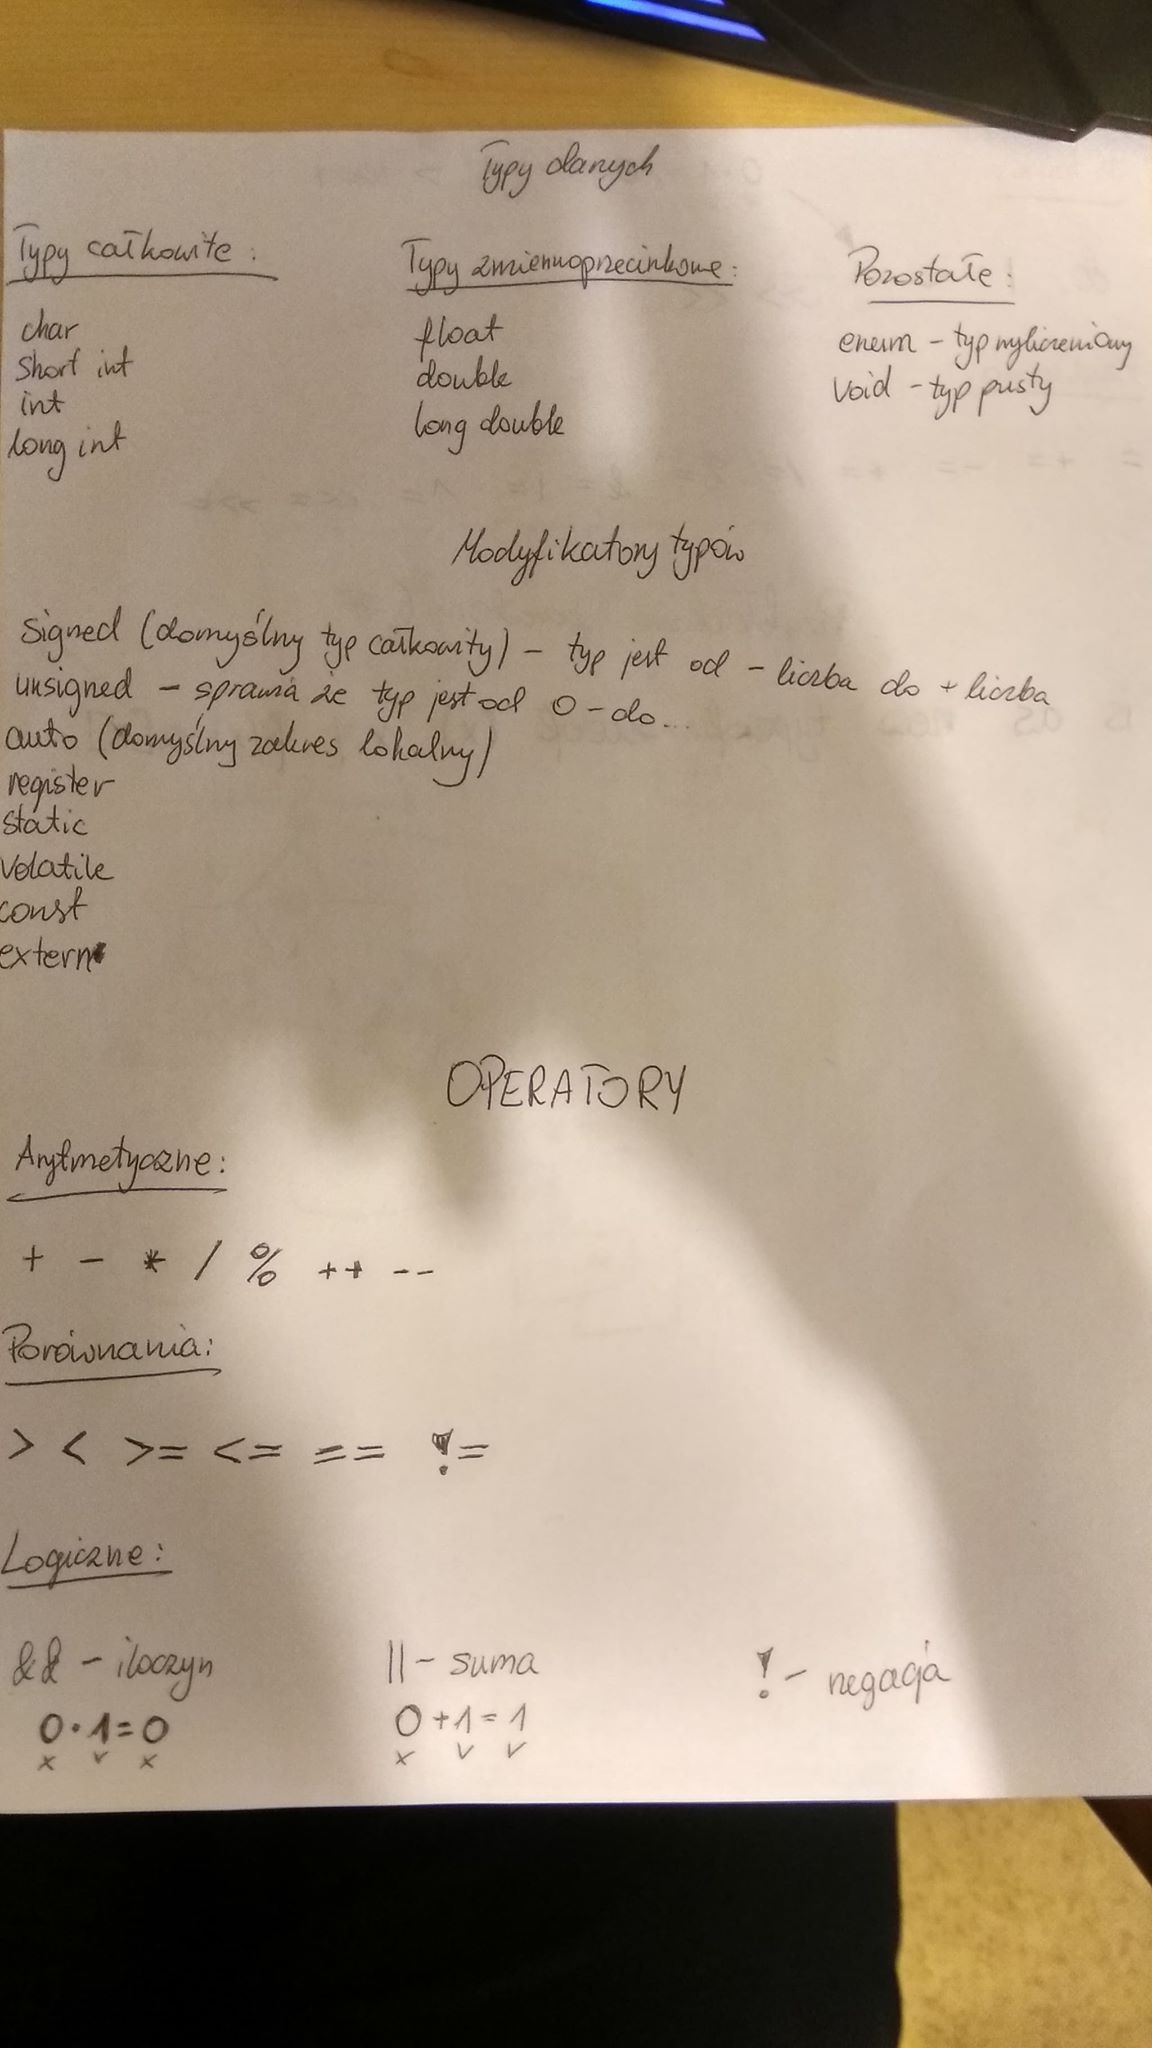 Typy danych
Typy całkowite:
char
short int
int
long int
Typy zmiennoprzecinkowe:
float
double
long double
Pozostałe:
enum - typ wyliczeniowy
void - typ pusty
Modyfikatory typów
signed (domyślny typ całkowity) - typ jest od - liczba do + liczba
unsigned - sprawia że typ jest od 0 - do...
auto (domyślny zakres lokalny)
register
static
volatile
const
extern
OPERATORY
Arytmetyczne:
+ - * / % ++ --
Porównania:
> < >= <= == !=
Logiczne:
&& - iloczyn || - suma ! - negacja
0·1=0 0+1=1
x v x x v v